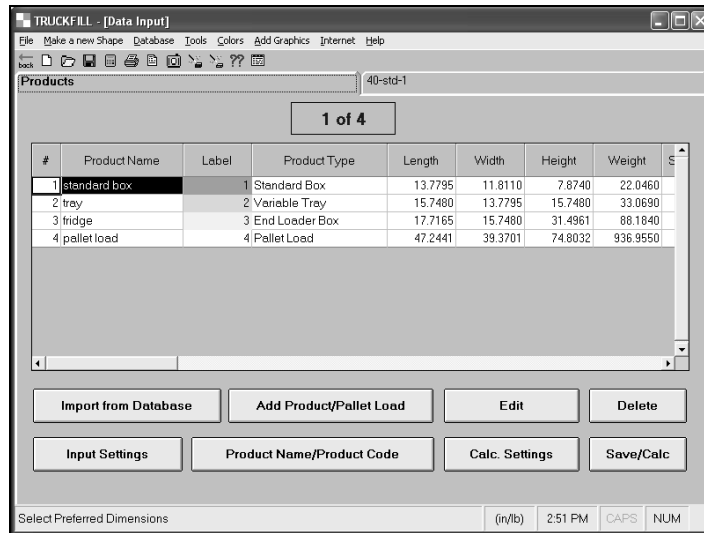 TRUCKFILL - [Data Input]
File Make a new Shape Database Tools Colors Add Graphics Internet Help
back ??
Products 40-std-1
1 of 4
# Product Name Label Product Type Length Width Height Weight S
1 standard box 1 Standard Box 13.7795 11.8110 7.8740 22.0460
2 tray 2 Variable Tray 15.7480 13.7795 15.7480 33.0690
3 fridge 3 End Loader Box 17.7165 15.7480 31.4961 88.1840
4 pallet load 4 Pallet Load 47.2441 39.3701 74.8032 936.9550
Import from Database Add Product/Pallet Load Edit Delete
Input Settings Product Name/Product Code Calc. Settings Save/Calc
Select Preferred Dimensions (in/lb) 2:51 PM CAPS NUM